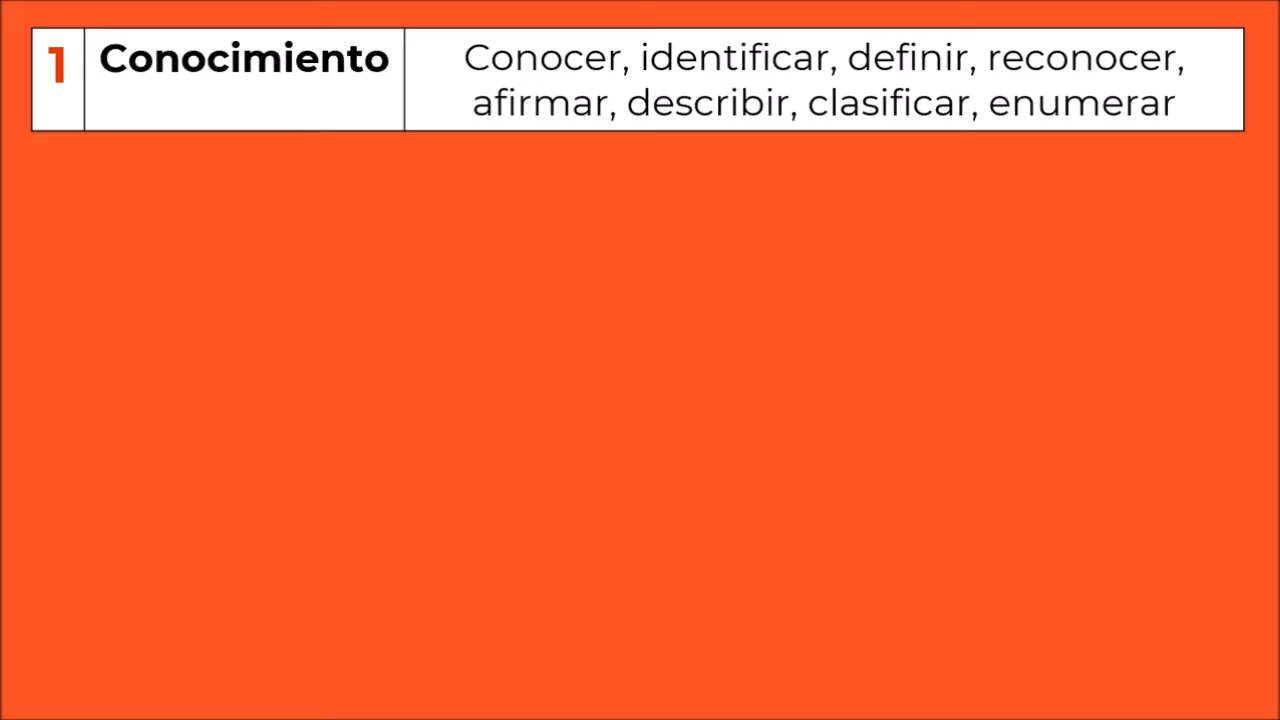 1
Conocimiento
Conocer, identificar, definir, reconocer,
afirmar, describir, clasificar, enumerar